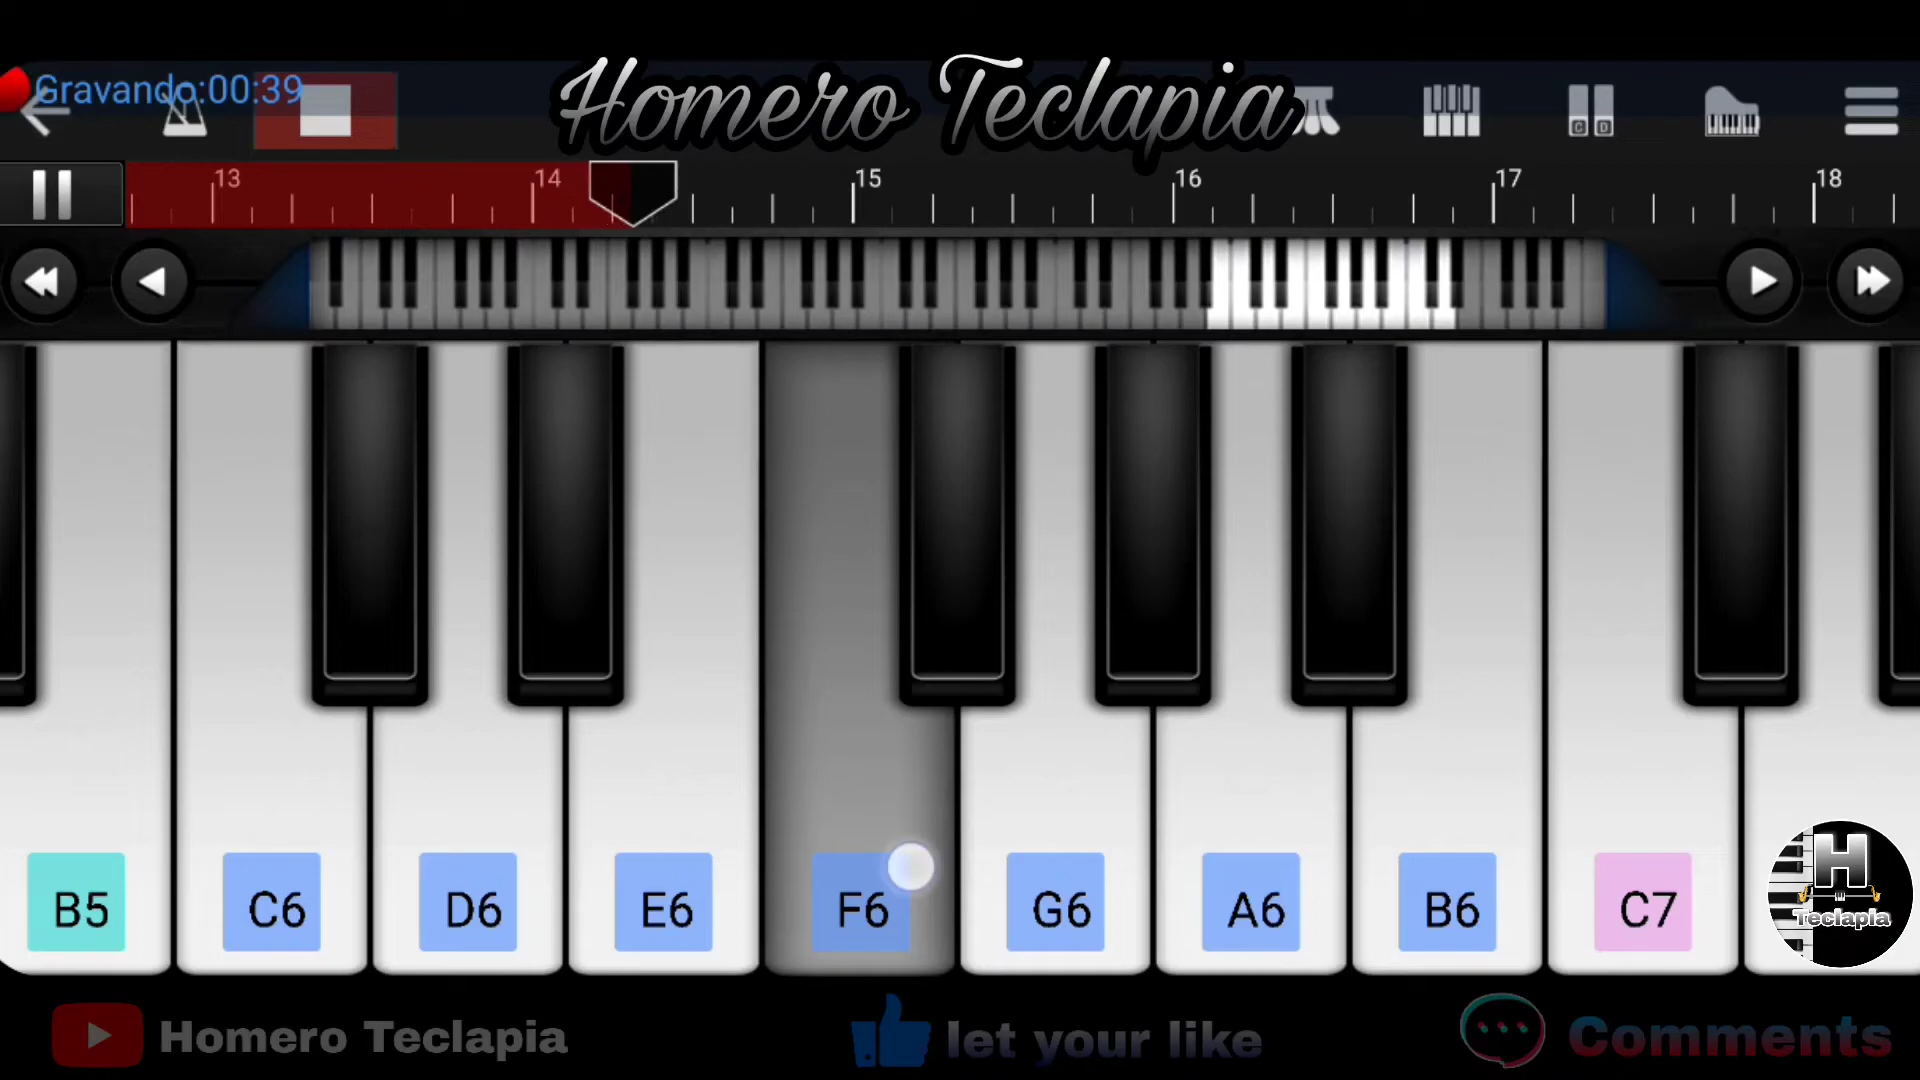 Gravando:00:39
Homero Teclapia
13 14 15 16 17 18
C D
B5 C6 D6 E6 F6 G6 A6 B6 C7
H
Teclapia
Homero Teclapia
let your like
Comments